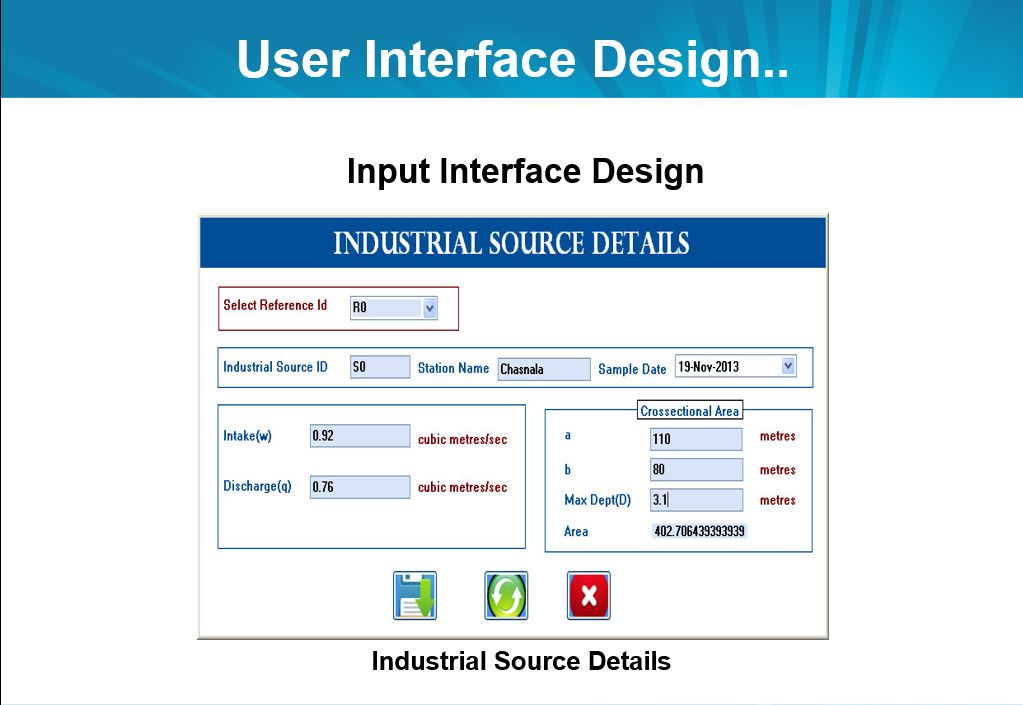 User Interface Design..
Input Interface Design
INDUSTRIAL SOURCE DETAILS
Select Reference Id R0
Industrial Source ID S0 Station Name Chasnala Sample Date 19-Nov-2013
Intake(w) 0.92 cubic metres/sec
Discharge(q) 0.76 cubic metres/sec
Crossectional Area
a 110 metres
b 80 metres
Max Dept(D) 3.1 metres
Area 402.706439393939
Industrial Source Details